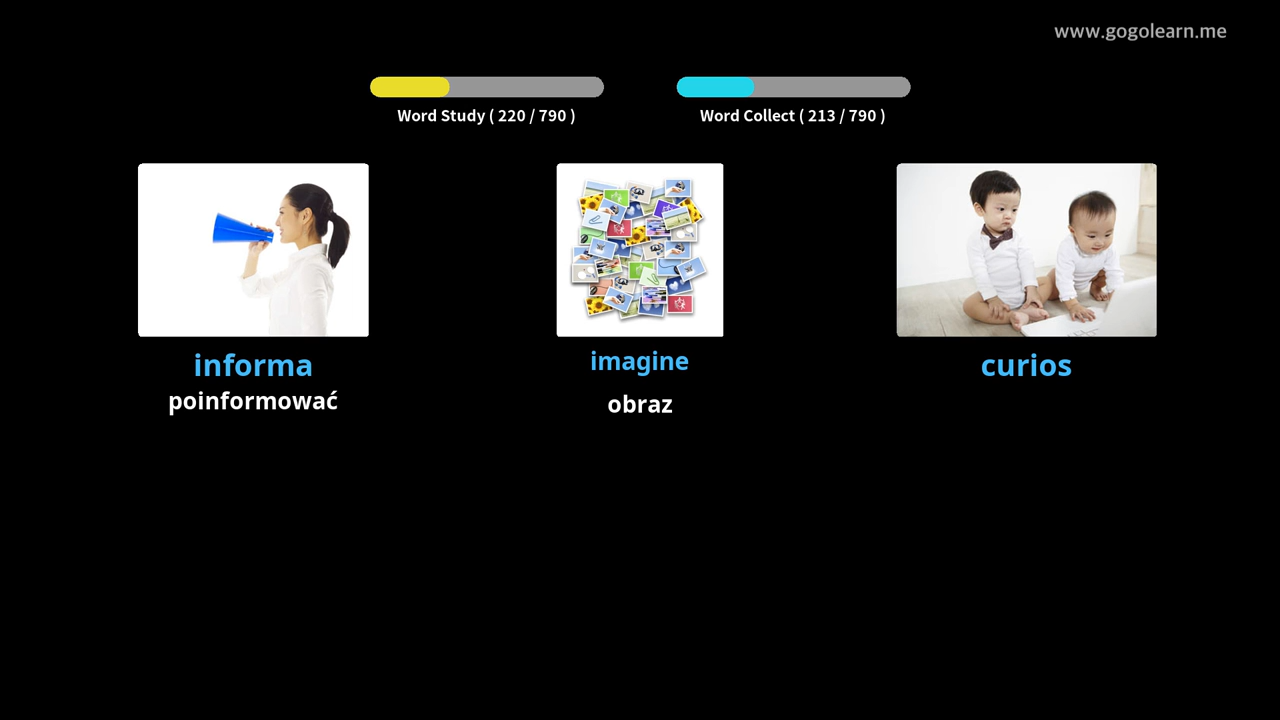 www.gogolearn.me
Word Study ( 220 / 790 )
Word Collect ( 213 / 790 )
informa
poinformować
imagine
obraz
curios